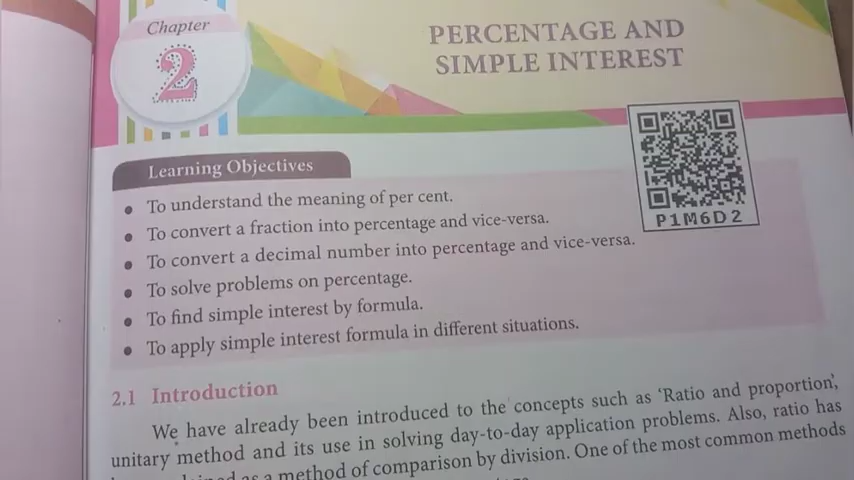 Chapter
2
PERCENTAGE AND
SIMPLE INTEREST
P1M6D2
Learning Objectives
• To understand the meaning of per cent.
• To convert a fraction into percentage and vice-versa.
• To convert a decimal number into percentage and vice-versa.
• To solve problems on percentage.
• To find simple interest by formula.
• To apply simple interest formula in different situations.
2.1 Introduction
We have already been introduced to the concepts such as ‘Ratio and proportion’,
unitary method and its use in solving day-to-day application problems. Also, ratio has
as a method of comparison by division. One of the most common methods